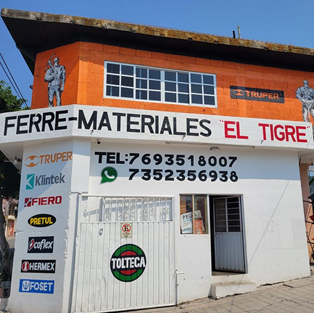 TRUPER
FERRE-MATERIALES "EL TIGRE"
TEL:7693518007
7352356938
TRUPER
Klintek
FIERO
PRETUL
Coflex
HERMEX
FOSET
TOLTECA